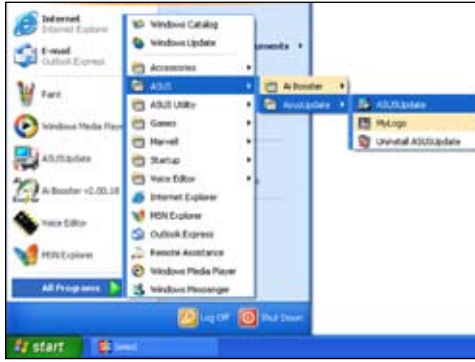 Internet
Internet Explorer
E-mail
Outlook Express
Paint
Windows Media Player
ASUSUpdate
Ai Booster v2.00.18
Voice Editor
MSN Explorer
All Programs
Windows Catalog
Windows Update
Accessories
ASUS
ASUS Utility
Games
Marvell
Startup
Voice Editor
Internet Explorer
MSN Explorer
Outlook Express
Remote Assistance
Windows Media Player
Windows Messenger
Ai Booster
AsusUpdate
ASUSUpdate
MyLogo
Uninstall ASUSUpdate
Log Off
Shut Down
start